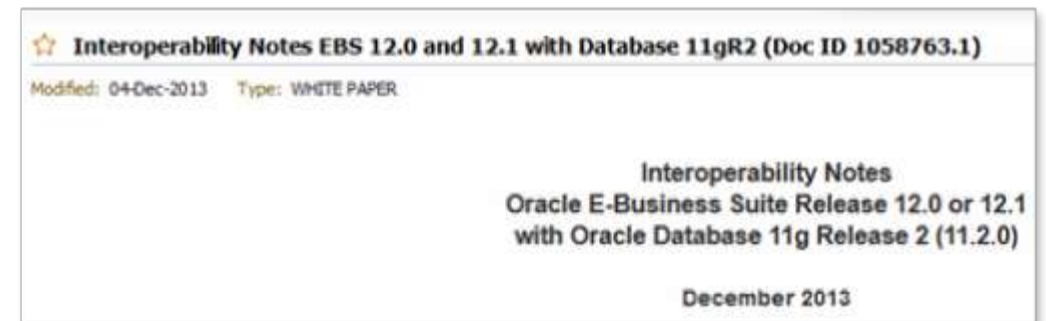 Interoperability Notes EBS 12.0 and 12.1 with Database 11gR2 (Doc ID 1058763.1)
Modified: 04-Dec-2013 Type: WHITE PAPER
Interoperability Notes
Oracle E-Business Suite Release 12.0 or 12.1
with Oracle Database 11g Release 2 (11.2.0)
December 2013